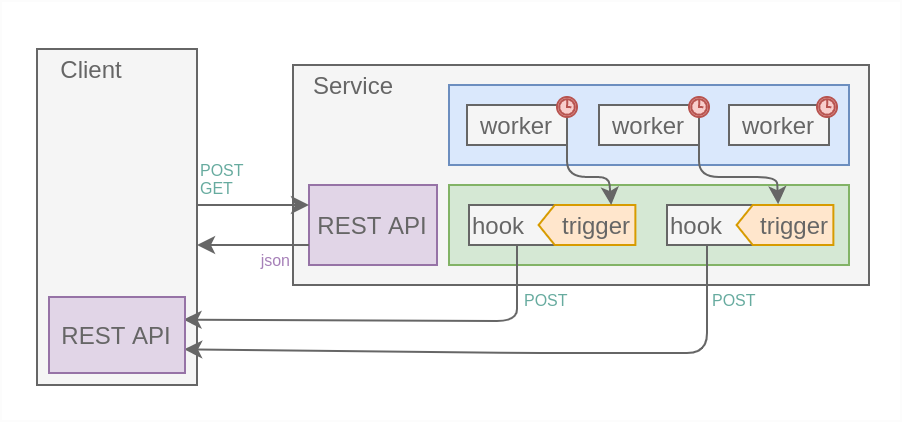 Client
Service
worker
worker
worker
POST
GET
REST API
hook
trigger
hook
trigger
json
POST
POST
REST API